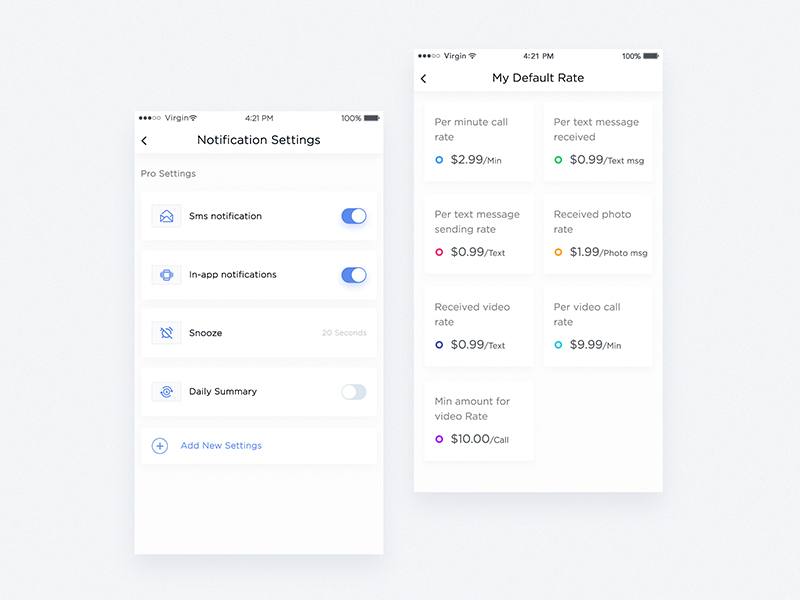 Virgin 4:21 PM 100%
Notification Settings
Pro Settings
Sms notification
In-app notifications
Snooze 20 Seconds
Daily Summary
Add New Settings
Virgin 4:21 PM 100%
My Default Rate
Per minute call
rate
$2.99/Min
Per text message
received
$0.99/Text msg
Per text message
sending rate
$0.99/Text
Received photo
rate
$1.99/Photo msg
Received video
rate
$0.99/Text
Per video call
rate
$9.99/Min
Min amount for
video Rate
$10.00/Call